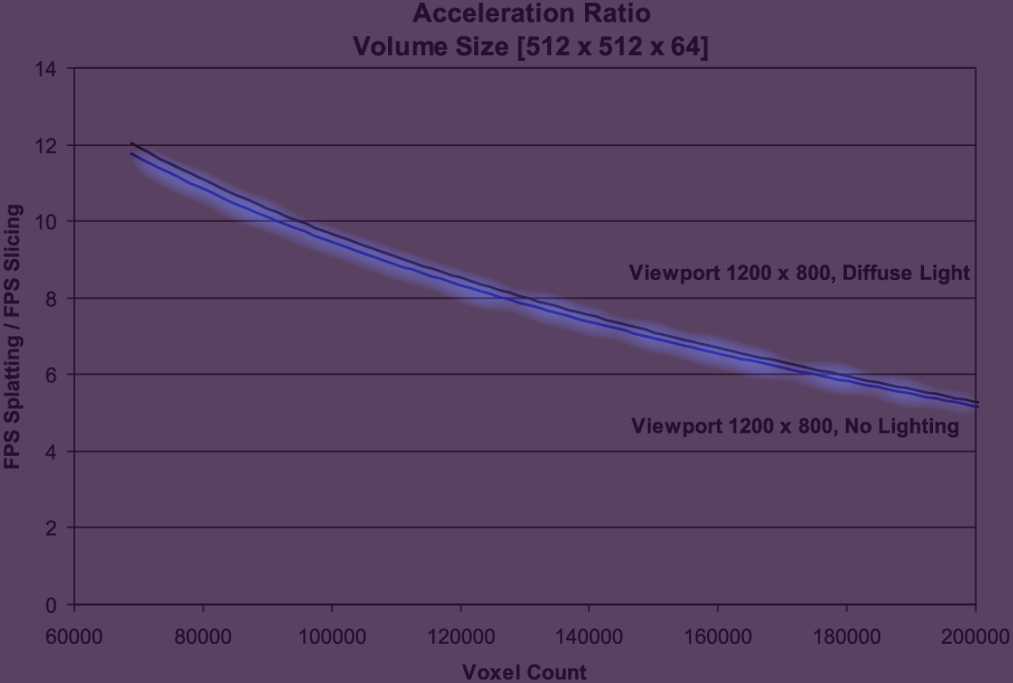 Acceleration Ratio
Volume Size [512 x 512 x 64]
14
12
10
8
6
4
2
0
FPS Splatting / FPS Slicing
Viewport 1200 x 800, Diffuse Light
Viewport 1200 x 800, No Lighting
60000 80000 100000 120000 140000 160000 180000 200000
Voxel Count